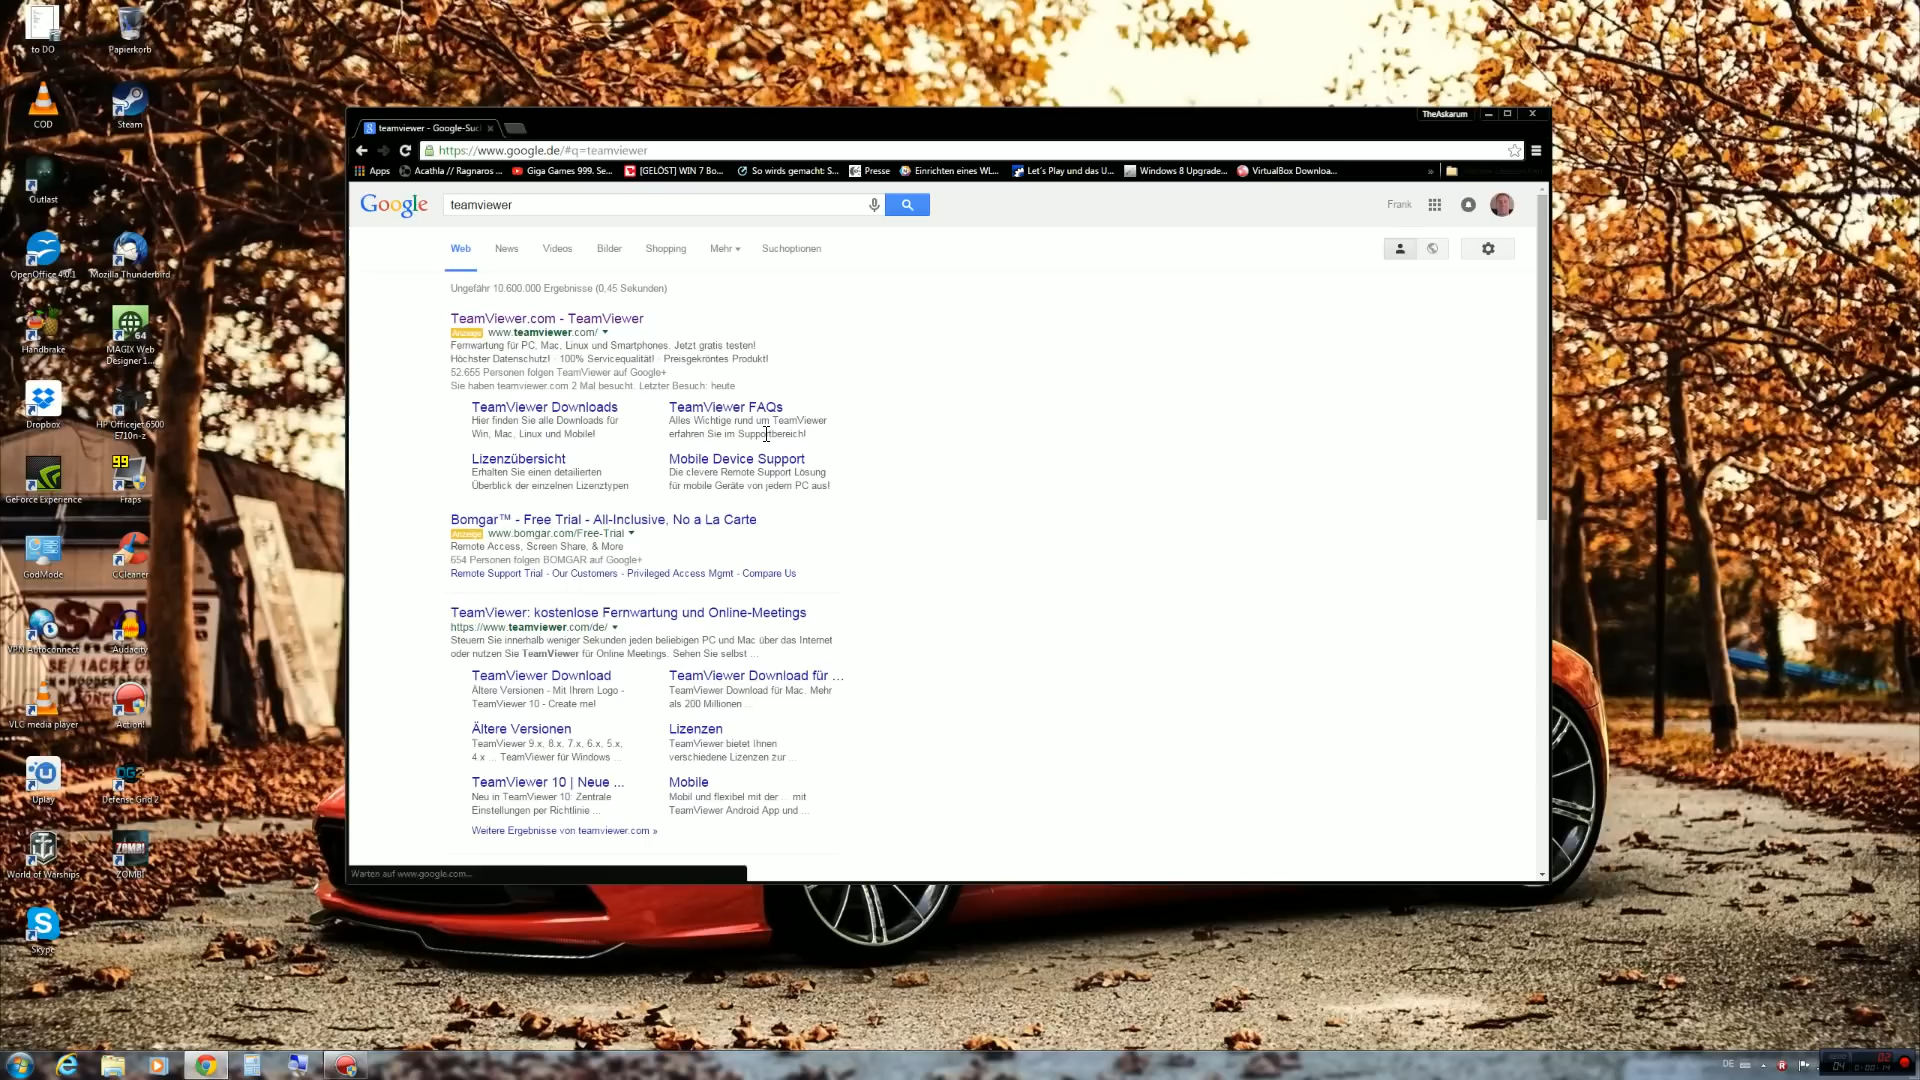 to DO
Papierkorb
COD
Steam
Outlast
OpenOffice 4.0.1
Mozilla Thunderbird
Handbrake
64
MAGIX Web
Designer 1...
Dropbox
HP Officejet 6500
E710n-z
99
GeForce Experience
Fraps
GodMode
CCleaner
VPN Autoconnect
Audacity
VLC media player
Action!
Uplay
DG2
Defense Grid 2
World of Warships
ZOMBI
ZOMBI
Skype
TheAskarum
teamviewer - Google-Suc
https://www.google.de/#q=teamviewer
Apps
Acathla // Ragnaros ...
Giga Games 999. Se...
[GELÖST] WIN 7 Bo...
So wirds gemacht: S...
Presse
Einrichten eines WL...
Let's Play und das U...
Windows 8 Upgrade...
VirtualBox Downloa...
»
Google
teamviewer
Frank
Web
News
Videos
Bilder
Shopping
Mehr
Suchoptionen
Ungefähr 10.600.000 Ergebnisse (0,45 Sekunden)
TeamViewer.com - TeamViewer
Anzeige www.teamviewer.com/
Fernwartung für PC, Mac, Linux und Smartphones. Jetzt gratis testen!
Höchster Datenschutz! · 100% Servicequalität! · Preisgekröntes Produkt!
52.655 Personen folgen TeamViewer auf Google+
Sie haben teamviewer.com 2 Mal besucht. Letzter Besuch: heute
TeamViewer Downloads
Hier finden Sie alle Downloads für
Win, Mac, Linux und Mobile!
TeamViewer FAQs
Alles Wichtige rund um TeamViewer
erfahren Sie im Supportbereich!
Lizenzübersicht
Erhalten Sie einen detailierten
Überblick der einzelnen Lizenztypen
Mobile Device Support
Die clevere Remote Support Lösung
für mobile Geräte von jedem PC aus!
Bomgar™ - Free Trial - All-Inclusive, No a La Carte
Anzeige www.bomgar.com/Free-Trial
Remote Access, Screen Share, & More
654 Personen folgen BOMGAR auf Google+
Remote Support Trial - Our Customers - Privileged Access Mgmt - Compare Us
TeamViewer: kostenlose Fernwartung und Online-Meetings
https://www.teamviewer.com/de/
Steuern Sie innerhalb weniger Sekunden jeden beliebigen PC und Mac über das Internet
oder nutzen Sie TeamViewer für Online Meetings. Sehen Sie selbst ...
TeamViewer Download
Ältere Versionen - Mit Ihrem Logo -
TeamViewer 10 - Create me!
TeamViewer Download für ...
TeamViewer Download für Mac. Mehr
als 200 Millionen ...
Ältere Versionen
TeamViewer 9.x, 8.x, 7.x, 6.x, 5.x,
4.x ... TeamViewer für Windows ...
Lizenzen
TeamViewer bietet Ihnen
verschiedene Lizenzen zur ...
TeamViewer 10 | Neue ...
Neu in TeamViewer 10: Zentrale
Einstellungen per Richtlinie ...
Mobile
Mobil und flexibel mit der ... mit
TeamViewer Android App und ...
Weitere Ergebnisse von teamviewer.com »
Warten auf www.google.com...
DE
04
02
0:00:14